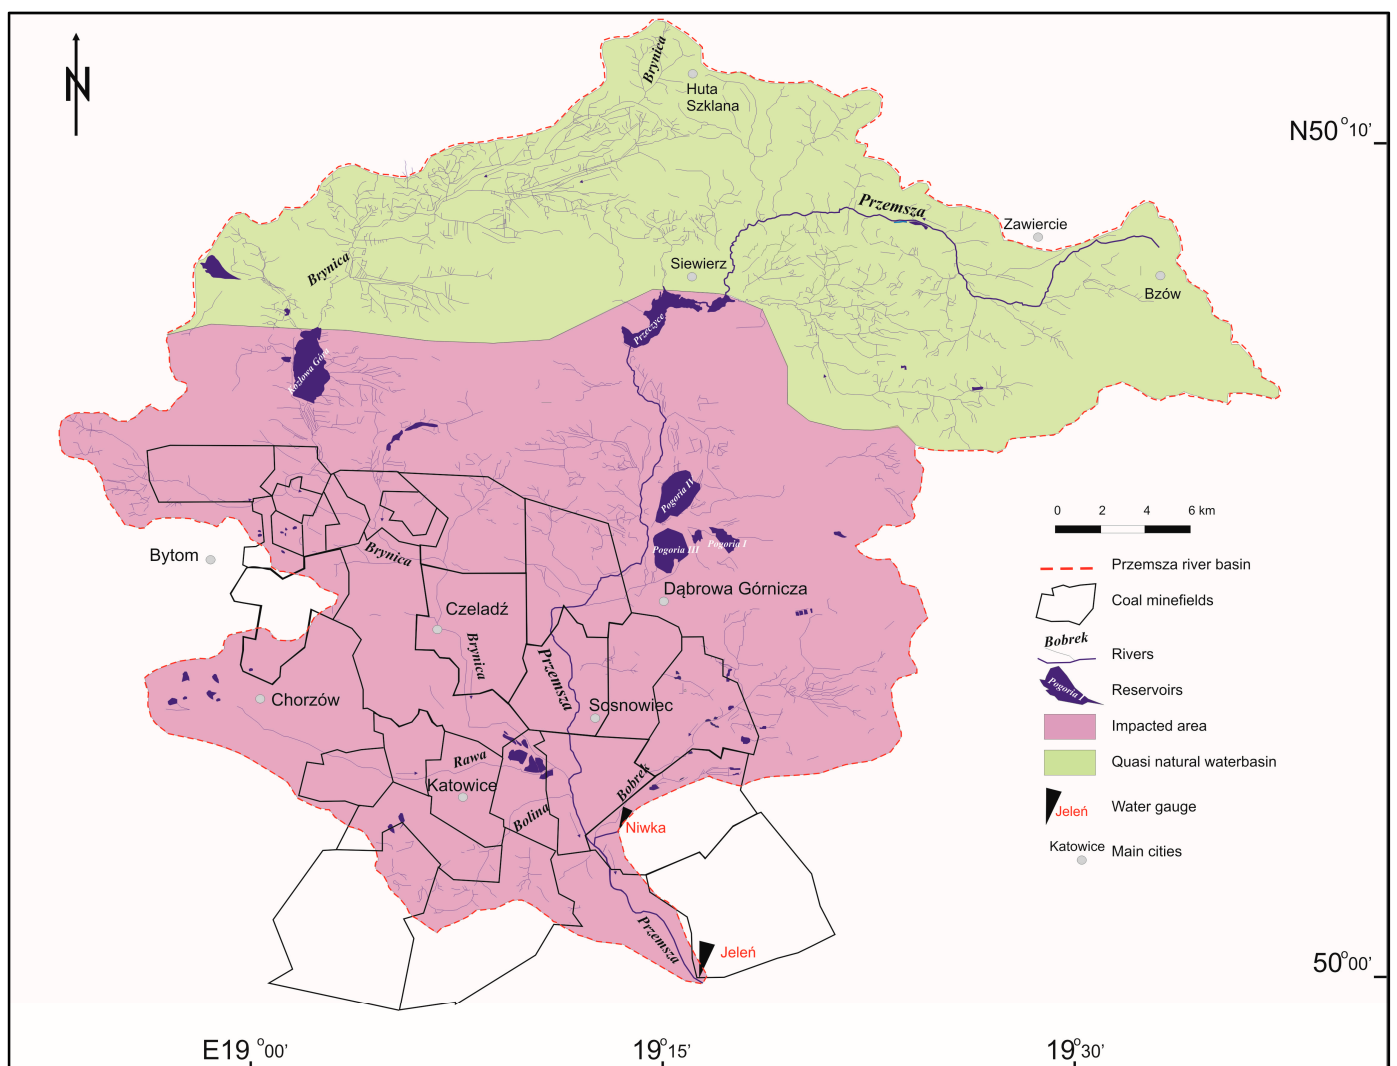 N
Brynica
Huta
Szklana
N50°10'
Przemsza
Zawiercie
Siewierz
Brynica
Bzów
Przeczyce
Kozłowa Góra
Pogoria IV
Pogoria III
Pogoria I
Bytom
Brynica
Dąbrowa Górnicza
Czeladź
Brynica
Przemsza
Chorzów
Sosnowiec
Rawa
Katowice
Bobrek
Bolina
Niwka
Przemsza
Jeleń
0 2 4 6 km
Przemsza river basin
Coal minefields
Bobrek
Rivers
Pogoria I
Reservoirs
Impacted area
Quasi natural waterbasin
Jeleń
Water gauge
Katowice
Main cities
50°00'
E19°00'
19°15'
19°30'